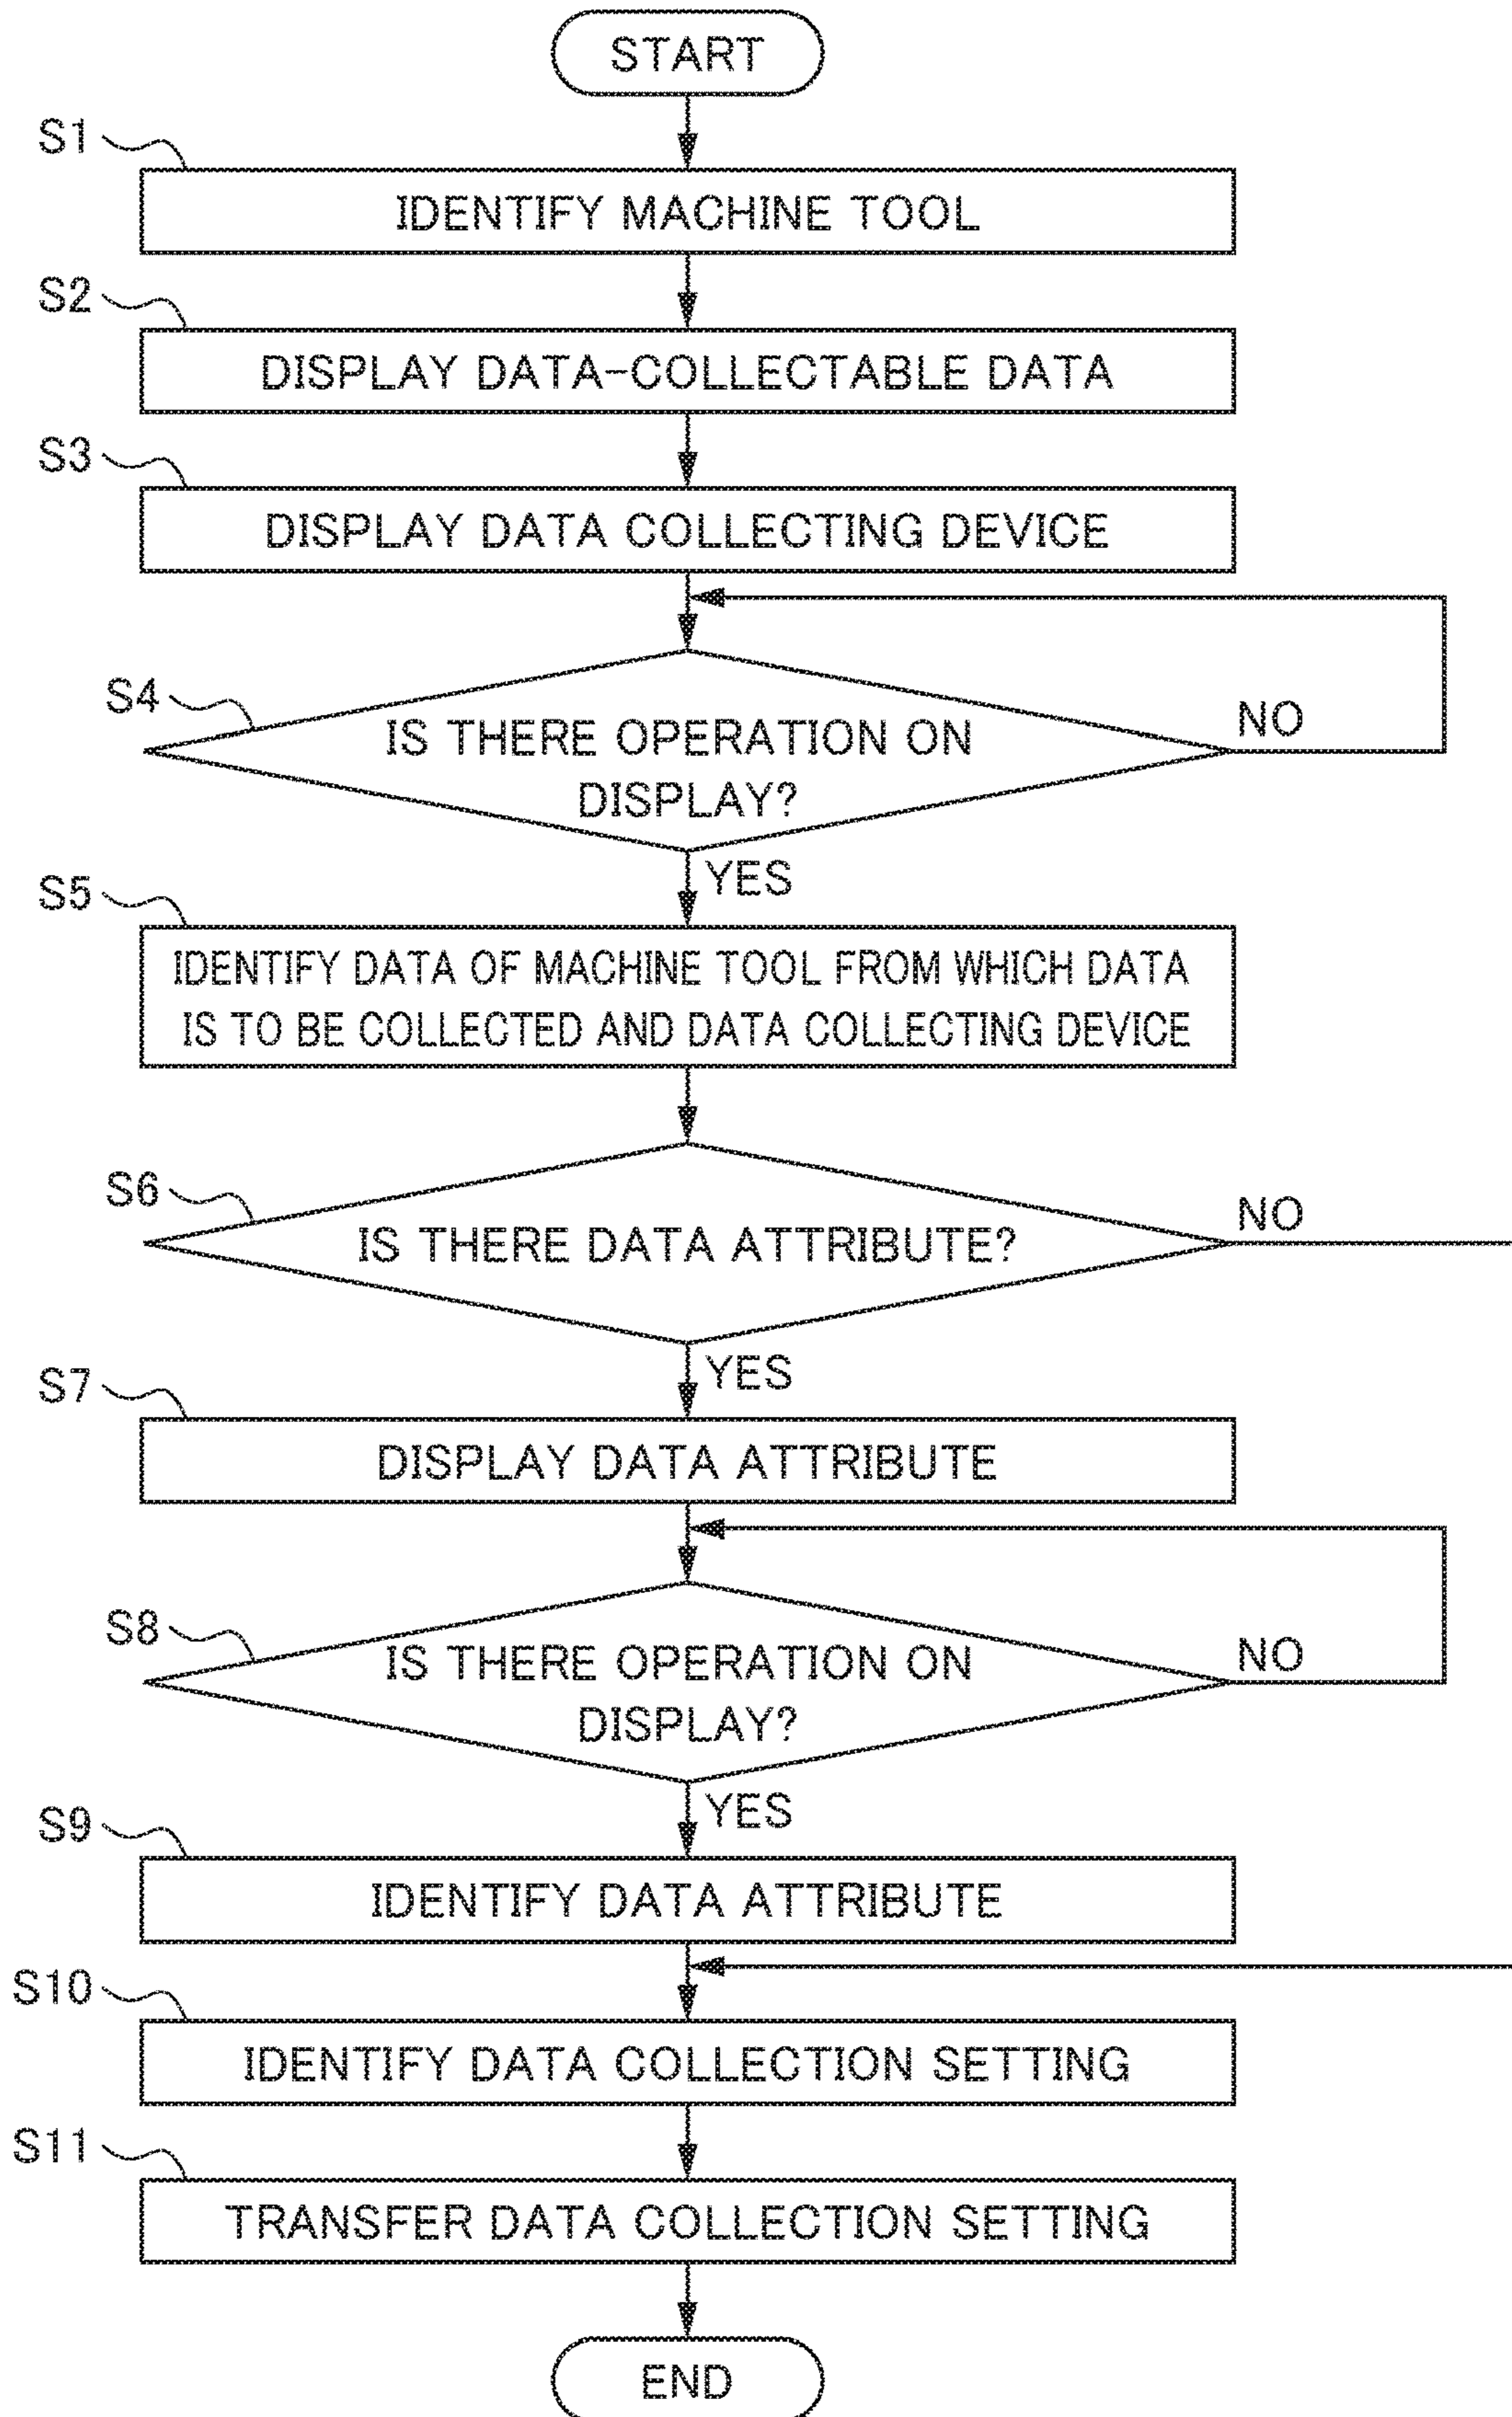 START
S1
IDENTIFY MACHINE TOOL
S2
DISPLAY DATA-COLLECTABLE DATA
S3
DISPLAY DATA COLLECTING DEVICE
S4
IS THERE OPERATION ON
DISPLAY?
NO
YES
S5
IDENTIFY DATA OF MACHINE TOOL FROM WHICH DATA
IS TO BE COLLECTED AND DATA COLLECTING DEVICE
S6
IS THERE DATA ATTRIBUTE?
NO
YES
S7
DISPLAY DATA ATTRIBUTE
S8
IS THERE OPERATION ON
DISPLAY?
NO
YES
S9
IDENTIFY DATA ATTRIBUTE
S10
IDENTIFY DATA COLLECTION SETTING
S11
TRANSFER DATA COLLECTION SETTING
END